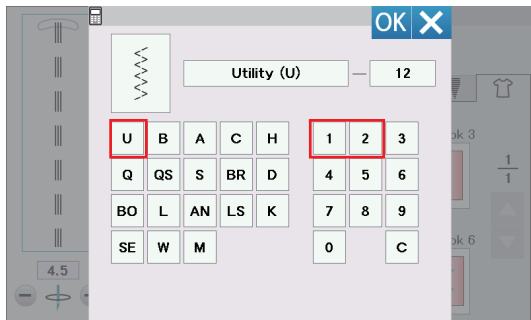 OK
Utility (U) — 12
U B A C H 1 2 3
Q QS S BR D 4 5 6
BO L AN LS K 7 8 9
SE W M 0 C
ok 3
1
1
ok 6
4.5